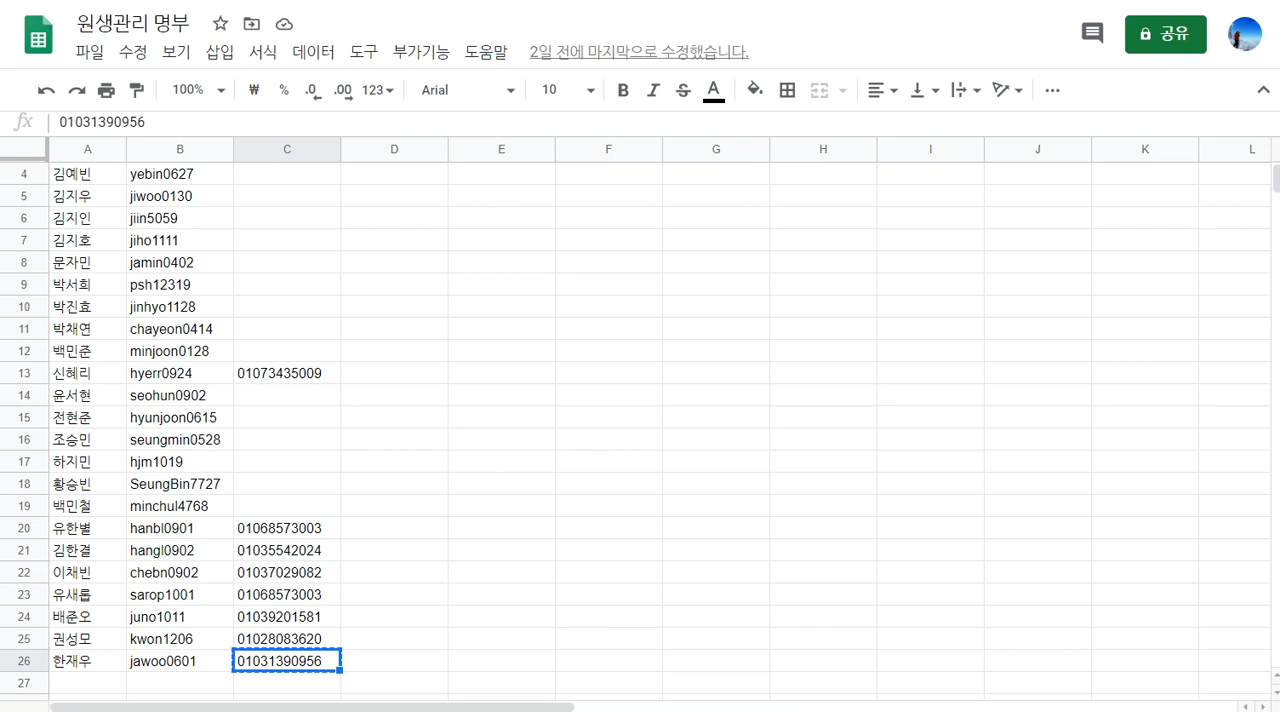 원생관리 명부
파일 수정 보기 삽입 서식 데이터 도구 부가기능 도움말 2일 전에 마지막으로 수정했습니다.
공유
100% ₩ % .0 .00 123 Arial 10 B I S A
fx 01031390956
A B C D E F G H I J K L
4 김예빈 yebin0627
5 김지우 jiwoo0130
6 김지인 jiin5059
7 김지호 jiho1111
8 문자민 jamin0402
9 박서희 psh12319
10 박진효 jinhyo1128
11 박채연 chayeon0414
12 백민준 minjoon0128
13 신혜리 hyerr0924 01073435009
14 윤서현 seohun0902
15 전현준 hyunjoon0615
16 조승민 seungmin0528
17 하지민 hjm1019
18 황승빈 SeungBin7727
19 백민철 minchul4768
20 유한별 hanbl0901 01068573003
21 김한결 hangl0902 01035542024
22 이채빈 chebn0902 01037029082
23 유새롭 sarop1001 01068573003
24 배준오 juno1011 01039201581
25 권성모 kwon1206 01028083620
26 한재우 jawoo0601 01031390956
27